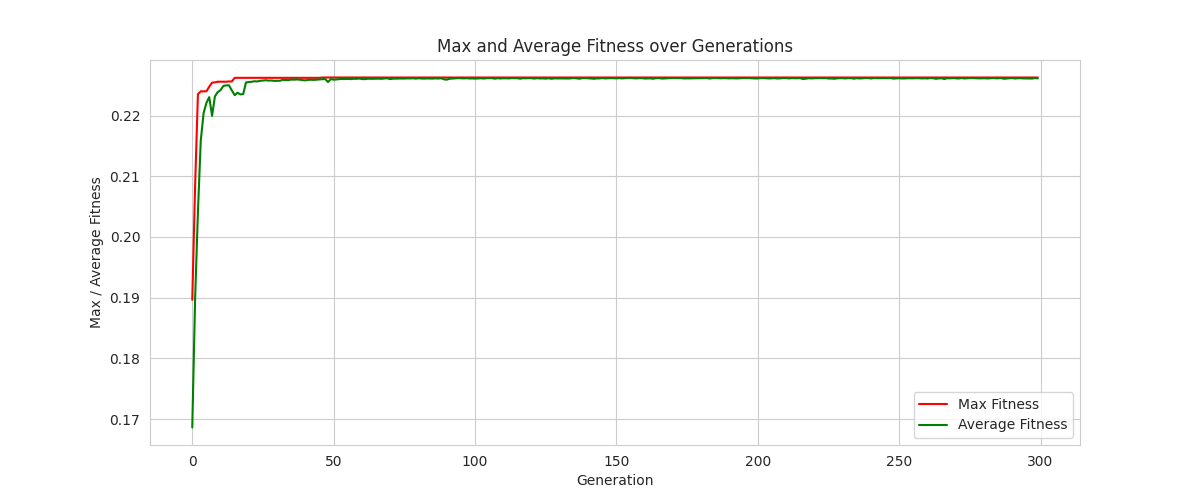 Max and Average Fitness over Generations
Max / Average Fitness
0.22
0.21
0.20
0.19
0.18
0.17
0
50
100
150
200
250
300
Generation
Max Fitness
Average Fitness